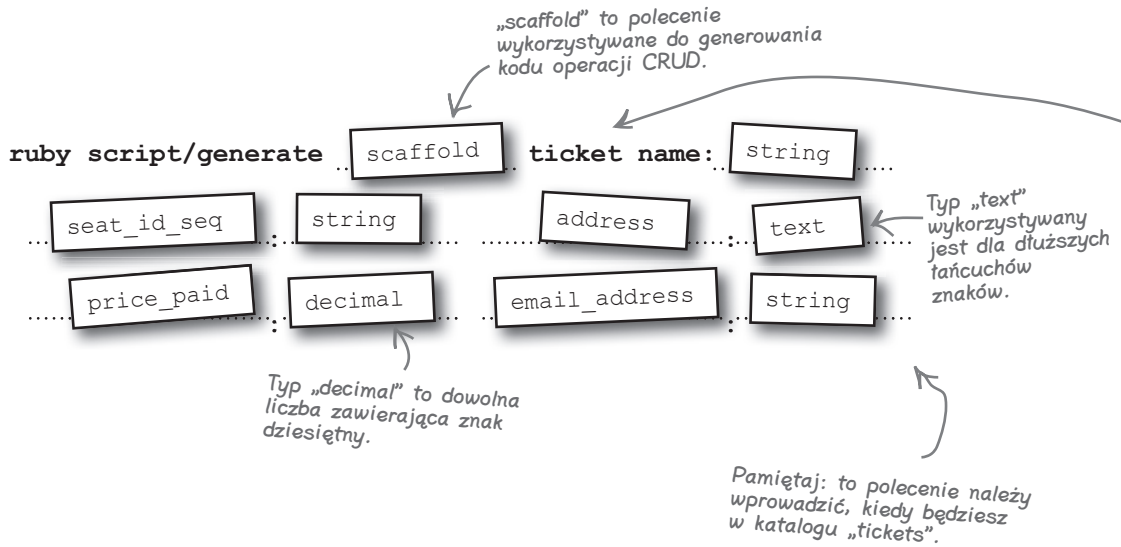 „scaffold” to polecenie
wykorzystywane do generowania
kodu operacji CRUD.
ruby script/generate scaffold ticket name: string
seat_id_seq : string address : text
Typ „text”
wykorzystywany
jest dla dłuższych
łańcuchów
znaków.
price_paid : decimal email_address : string
Typ „decimal” to dowolna
liczba zawierająca znak
dziesiętny.
Pamiętaj: to polecenie należy
wprowadzić, kiedy będziesz
w katalogu „tickets”.